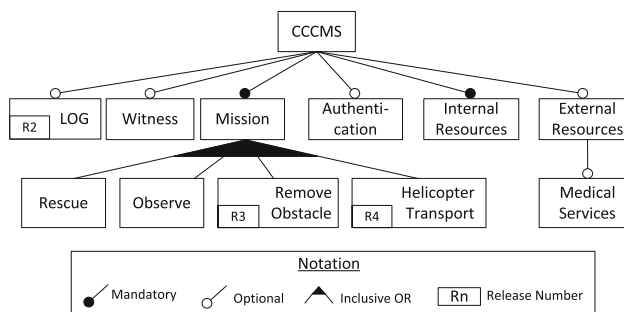 CCCMS
LOG
R2
Witness
Mission
Authenti-
cation
Internal
Resources
External
Resources
Rescue
Observe
Remove
Obstacle
R3
Helicopter
Transport
R4
Medical
Services
Notation
Mandatory
Optional
Inclusive OR
Rn
Release Number